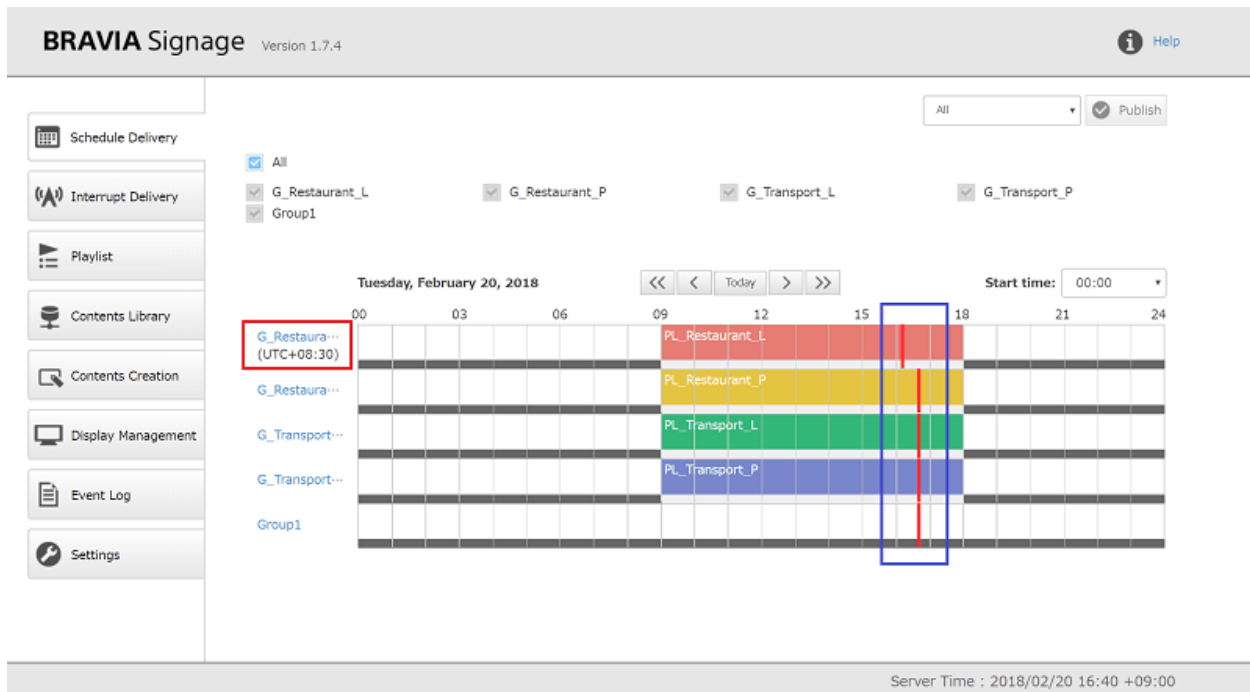 BRAVIA Signage Version 1.7.4
Help
All
Publish
Schedule Delivery
Interrupt Delivery
Playlist
Contents Library
Contents Creation
Display Management
Event Log
Settings
All
G_Restaurant_L G_Restaurant_P G_Transport_L G_Transport_P
Group1
Tuesday, February 20, 2018
<< < Today > >>
Start time: 00:00
00 03 06 09 12 15 18 21 24
G_Restaura... PL_Restaurant_L
(UTC+08:30)
G_Restaura... PL_Restaurant_P
G_Transport... PL_Transport_L
G_Transport... PL_Transport_P
Group1
Server Time : 2018/02/20 16:40 +09:00